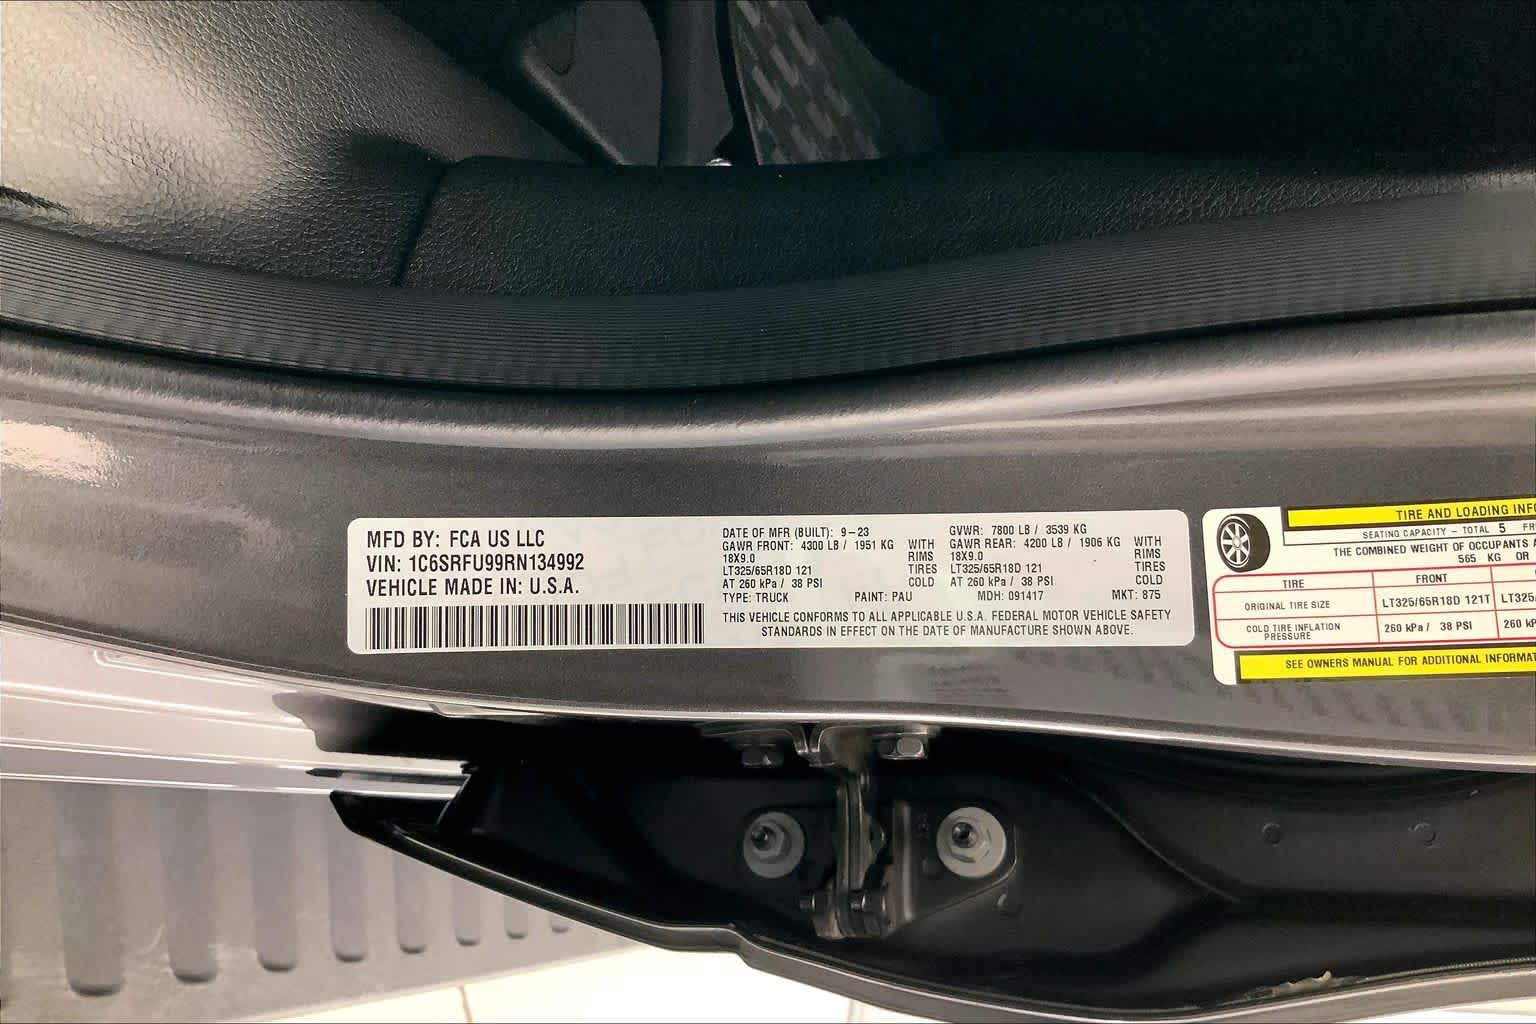 MFD BY: FCA US LLC
VIN: 1C6SRFU99RN134992
VEHICLE MADE IN: U.S.A.
DATE OF MFR (BUILT): 9-23 GVWR: 7800 LB / 3539 KG
GAWR FRONT: 4300 LB / 1951 KG WITH GAWR REAR: 4200 LB / 1906 KG WITH
18X9.0 RIMS 18X9.0 RIMS
LT325/65R18D 121 TIRES LT325/65R18D 121 TIRES
AT 260 kPa / 38 PSI COLD AT 260 kPa / 38 PSI COLD
TYPE: TRUCK PAINT: PAU MDH: 091417 MKT: 875
THIS VEHICLE CONFORMS TO ALL APPLICABLE U.S.A. FEDERAL MOTOR VEHICLE SAFETY
STANDARDS IN EFFECT ON THE DATE OF MANUFACTURE SHOWN ABOVE.
TIRE AND LOADING
SEATING CAPACITY - TOTAL 5
THE COMBINED WEIGHT OF OCCUPANTS
565 KG OR
TIRE FRONT
ORIGINAL TIRE SIZE LT325/65R18D 121T
COLD TIRE INFLATION PRESSURE 260 kPa / 38 PSI 260
SEE OWNERS MANUAL FOR ADDITIONAL